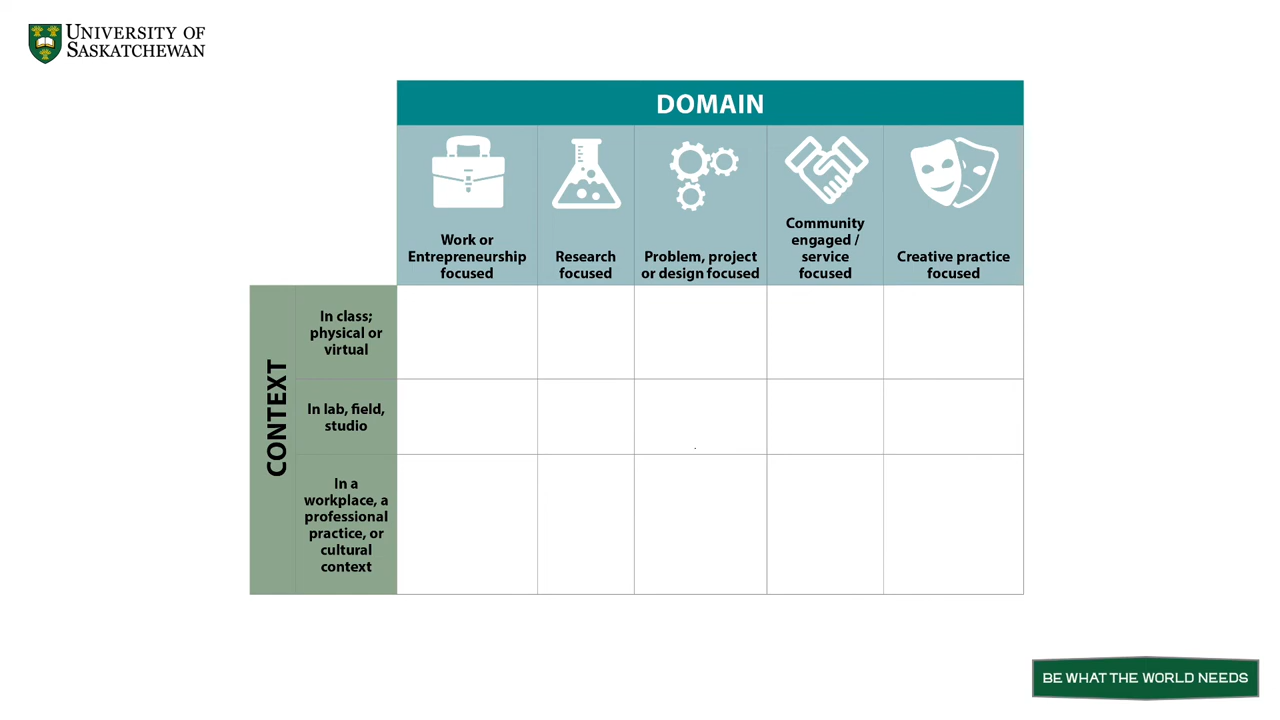 UNIVERSITY OF
SASKATCHEWAN
DOMAIN
Work or
Entrepreneurship
focused
Research
focused
Problem, project
or design focused
Community
engaged /
service
focused
Creative practice
focused
CONTEXT
In class;
physical or
virtual
In lab, field,
studio
In a
workplace, a
professional
practice, or
cultural
context
BE WHAT THE WORLD NEEDS